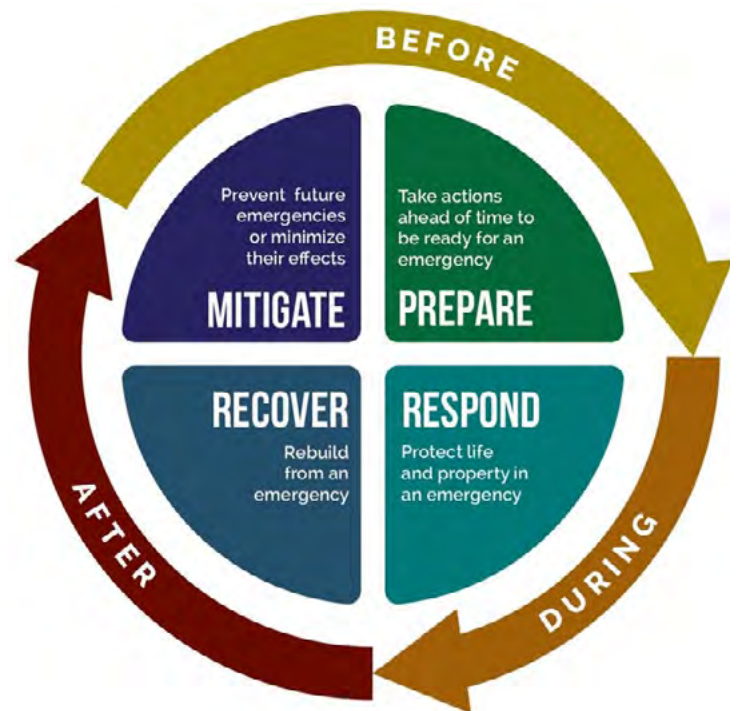 BEFORE
Prevent future
emergencies
or minimize
their effects
MITIGATE
Take actions
ahead of time to
be ready for an
emergency
PREPARE
RECOVER
Rebuild
from an
emergency
RESPOND
Protect life
and property in
an emergency
AFTER
DURING